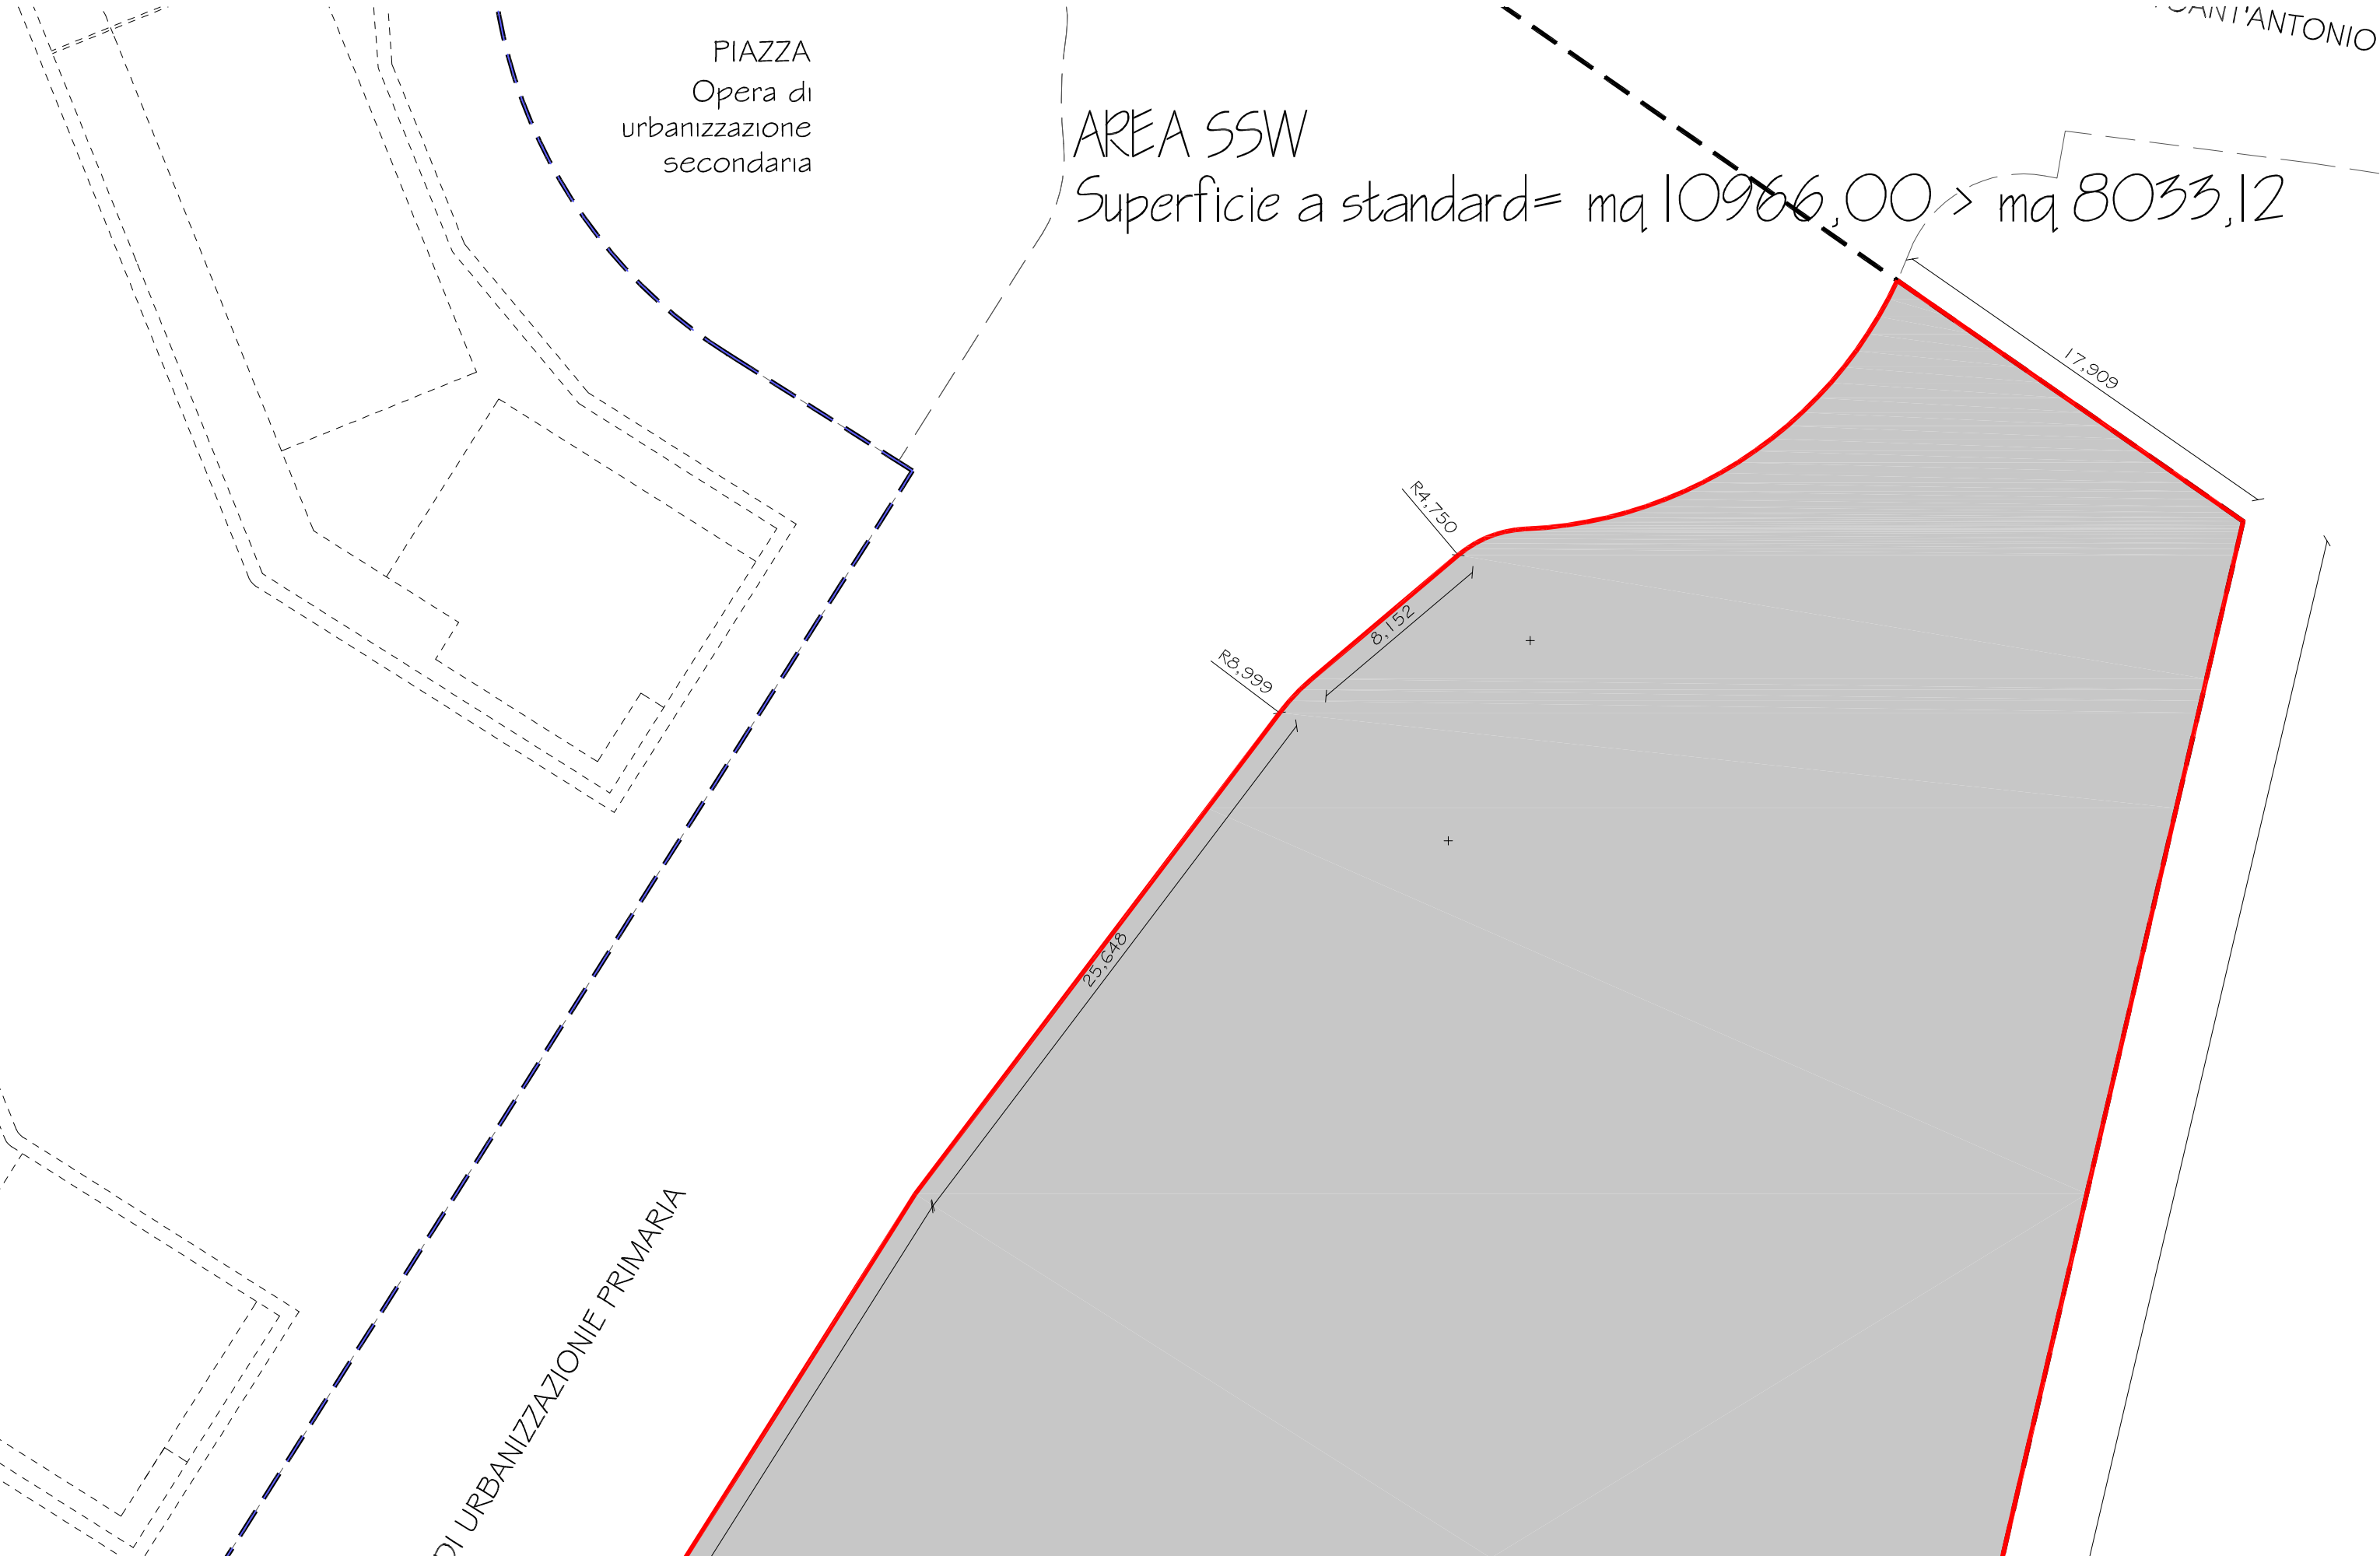 SANT'ANTONIO
PIAZZA
Opera di
urbanizzazione
secondaria
AREA SSW
Superficie a standard= mq 10966,00 > mq 8033,12
17,909
R4,750
8,152
R8,999
25,648
DI URBANIZZAZIONIE PRIMARIA